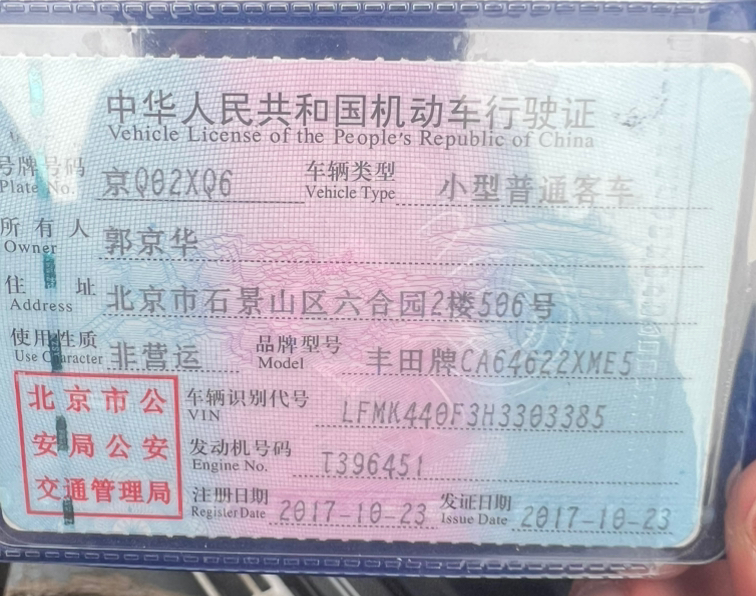 中华人民共和国机动车行驶证
Vehicle License of the People's Republic of China
号牌号码 京Q02XQ6 车辆类型 小型普通客车
Plate No. Vehicle Type
所有人 郭京华
Owner
住址 北京市石景山区六合园2楼506号
Address
使用性质 非营运 品牌型号 丰田牌CA64622XME5
Use Character Model
北京市公安局公安交通管理局
车辆识别代号 LFMK440F3H3303385
VIN
发动机号码 T396451
Engine No.
注册日期 2017-10-23 发证日期 2017-10-23
Register Date Issue Date